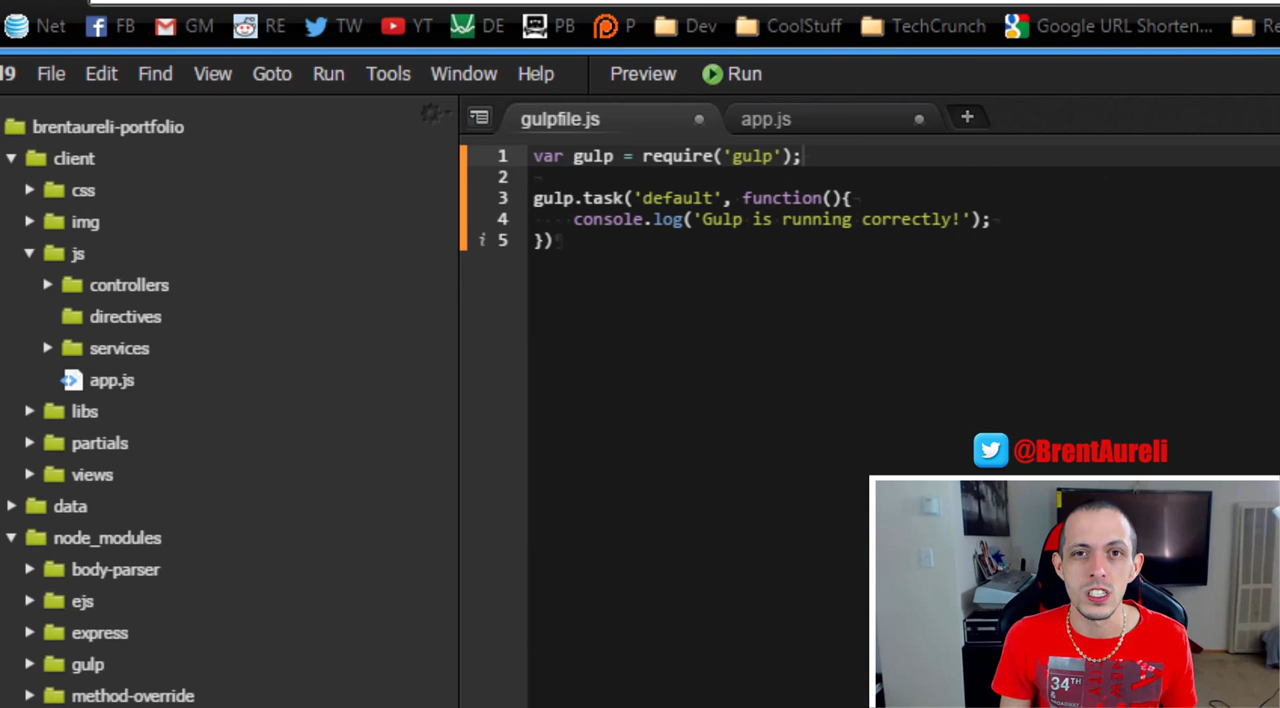 Net FB GM RE TW YT DE PB P Dev CoolStuff TechCrunch Google URL Shorten... Re
9 File Edit Find View Goto Run Tools Window Help Preview Run
gulpfile.js app.js +
brentaureli-portfolio
client
css
img
js
controllers
directives
services
app.js
libs
partials
views
data
node_modules
body-parser
ejs
express
gulp
method-override
1 var gulp = require('gulp');
2
3 gulp.task('default', function(){
4 console.log('Gulp is running correctly!');
i 5 })
@BrentAureli
34TH
&
BROADWAY